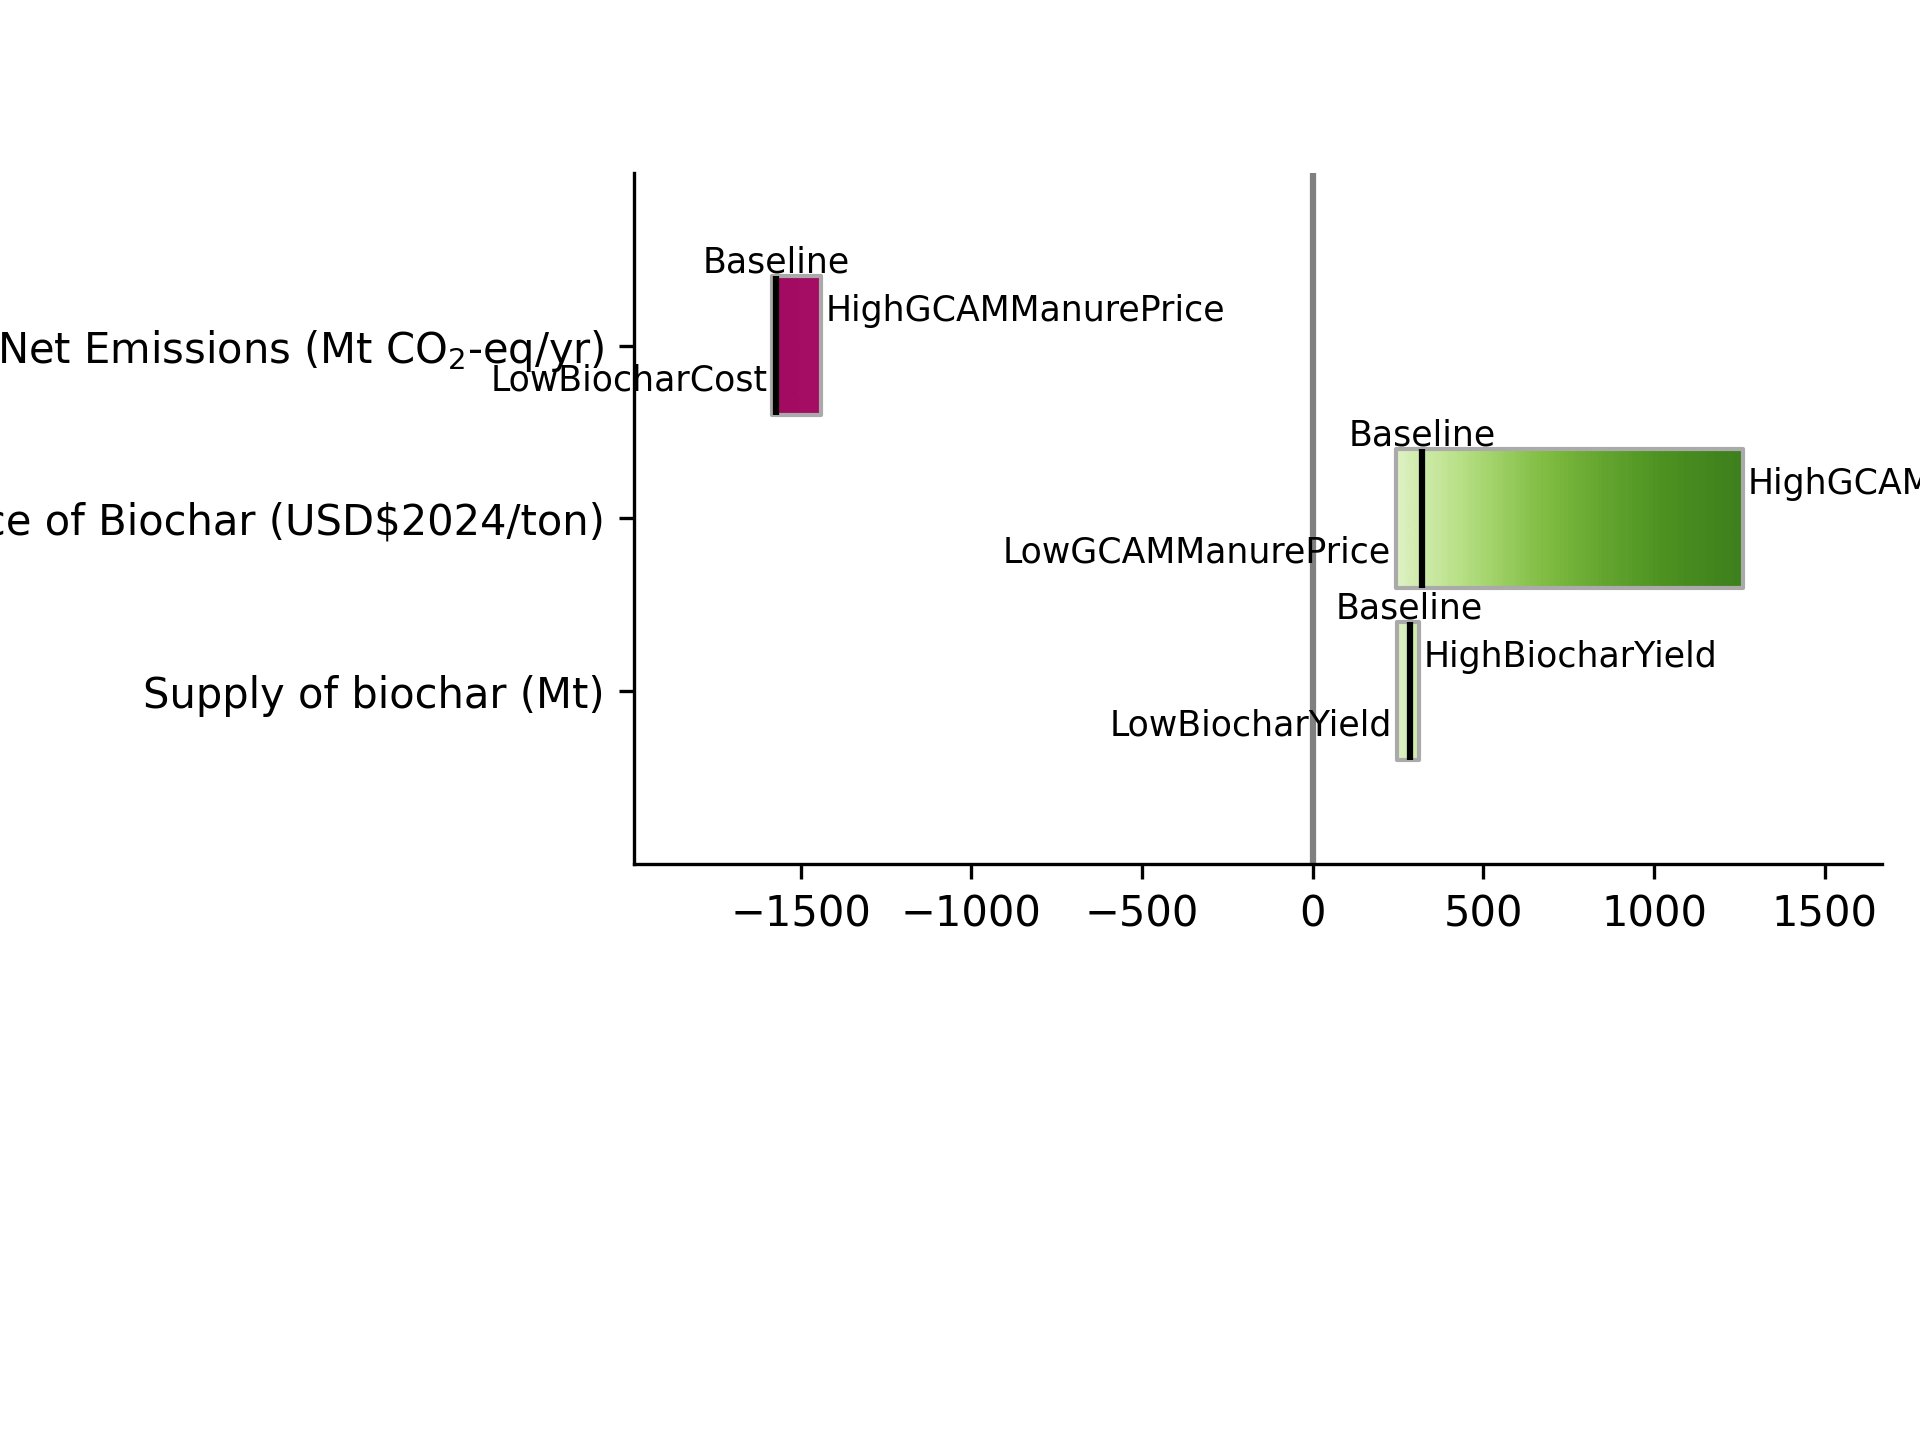 Baseline
HighGCAMManurePrice
Net Emissions (Mt CO₂-eq/yr)
LowBiocharCost
Baseline
HighGCAM
of Biochar (USD$2024/ton)
LowGCAMManurePrice
Baseline
HighBiocharYield
Supply of biochar (Mt)
LowBiocharYield
−1500 −1000 −500 0 500 1000 1500